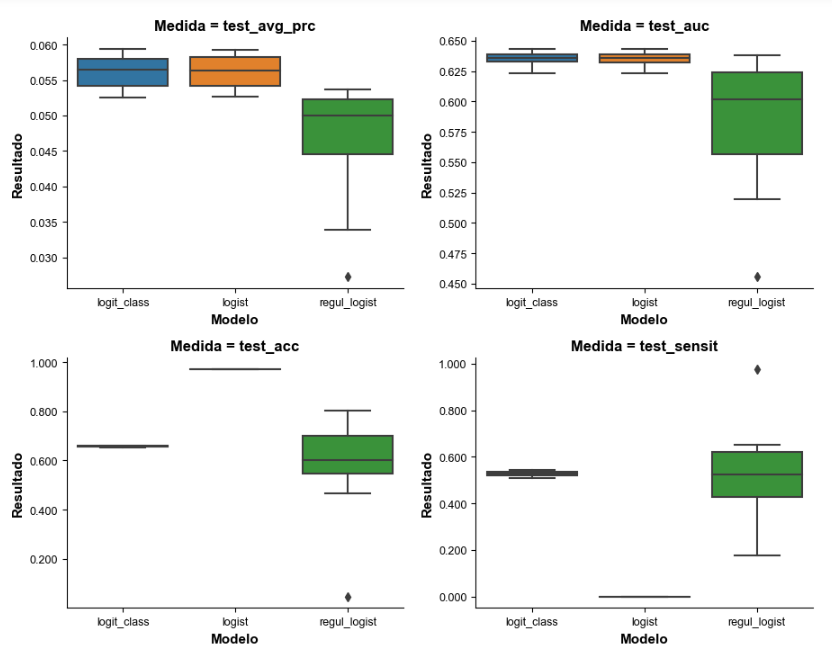 Medida = test_avg_prc
Resultado
0.060
0.055
0.050
0.045
0.040
0.035
0.030
logit_class logist regul_logist
Modelo
Medida = test_auc
Resultado
0.650
0.625
0.600
0.575
0.550
0.525
0.500
0.475
0.450
logit_class logist regul_logist
Modelo
Medida = test_acc
Resultado
1.000
0.800
0.600
0.400
0.200
logit_class logist regul_logist
Modelo
Medida = test_sensit
Resultado
1.000
0.800
0.600
0.400
0.200
0.000
logit_class logist regul_logist
Modelo